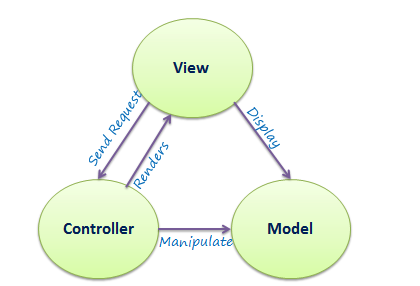 View
Send Request
Renders
Display
Controller
Manipulate
Model